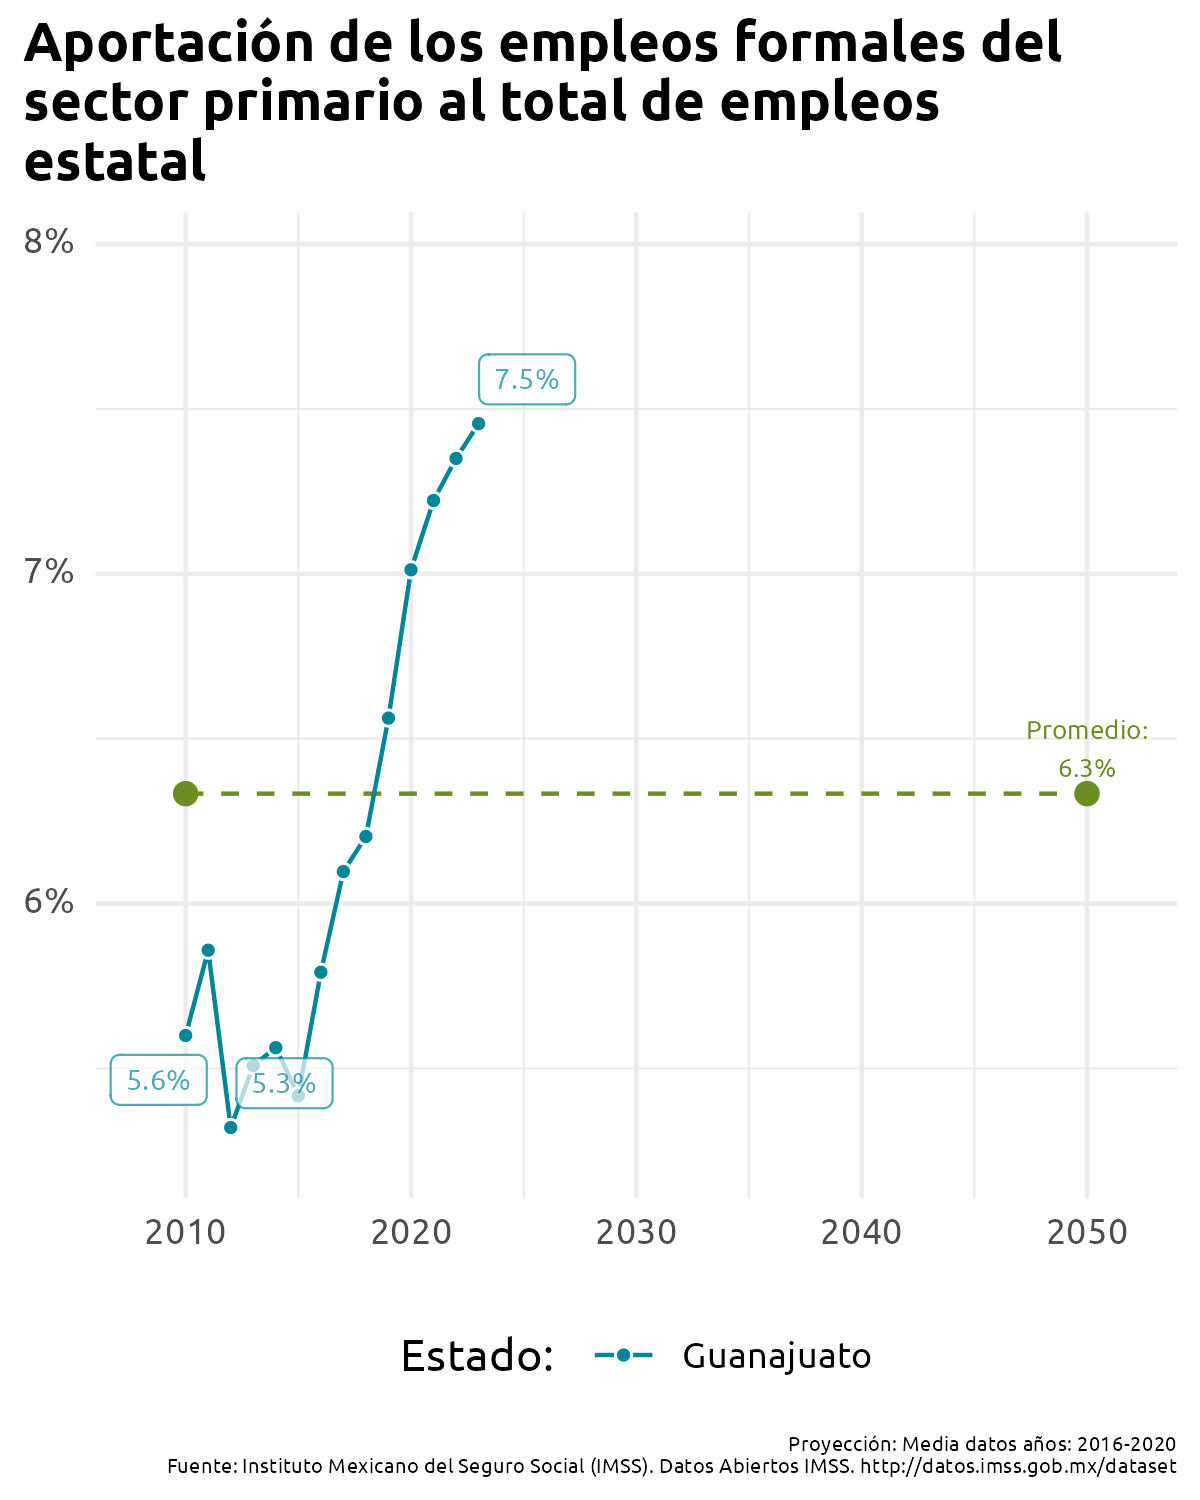 Aportación de los empleos formales del
sector primario al total de empleos
estatal
8%
7.5%
7%
Promedio:
6.3%
6%
5.6%
5.3%
2010 2020 2030 2040 2050
Estado: Guanajuato
Proyección: Media datos años: 2016-2020
Fuente: Instituto Mexicano del Seguro Social (IMSS). Datos Abiertos IMSS. http://datos.imss.gob.mx/dataset